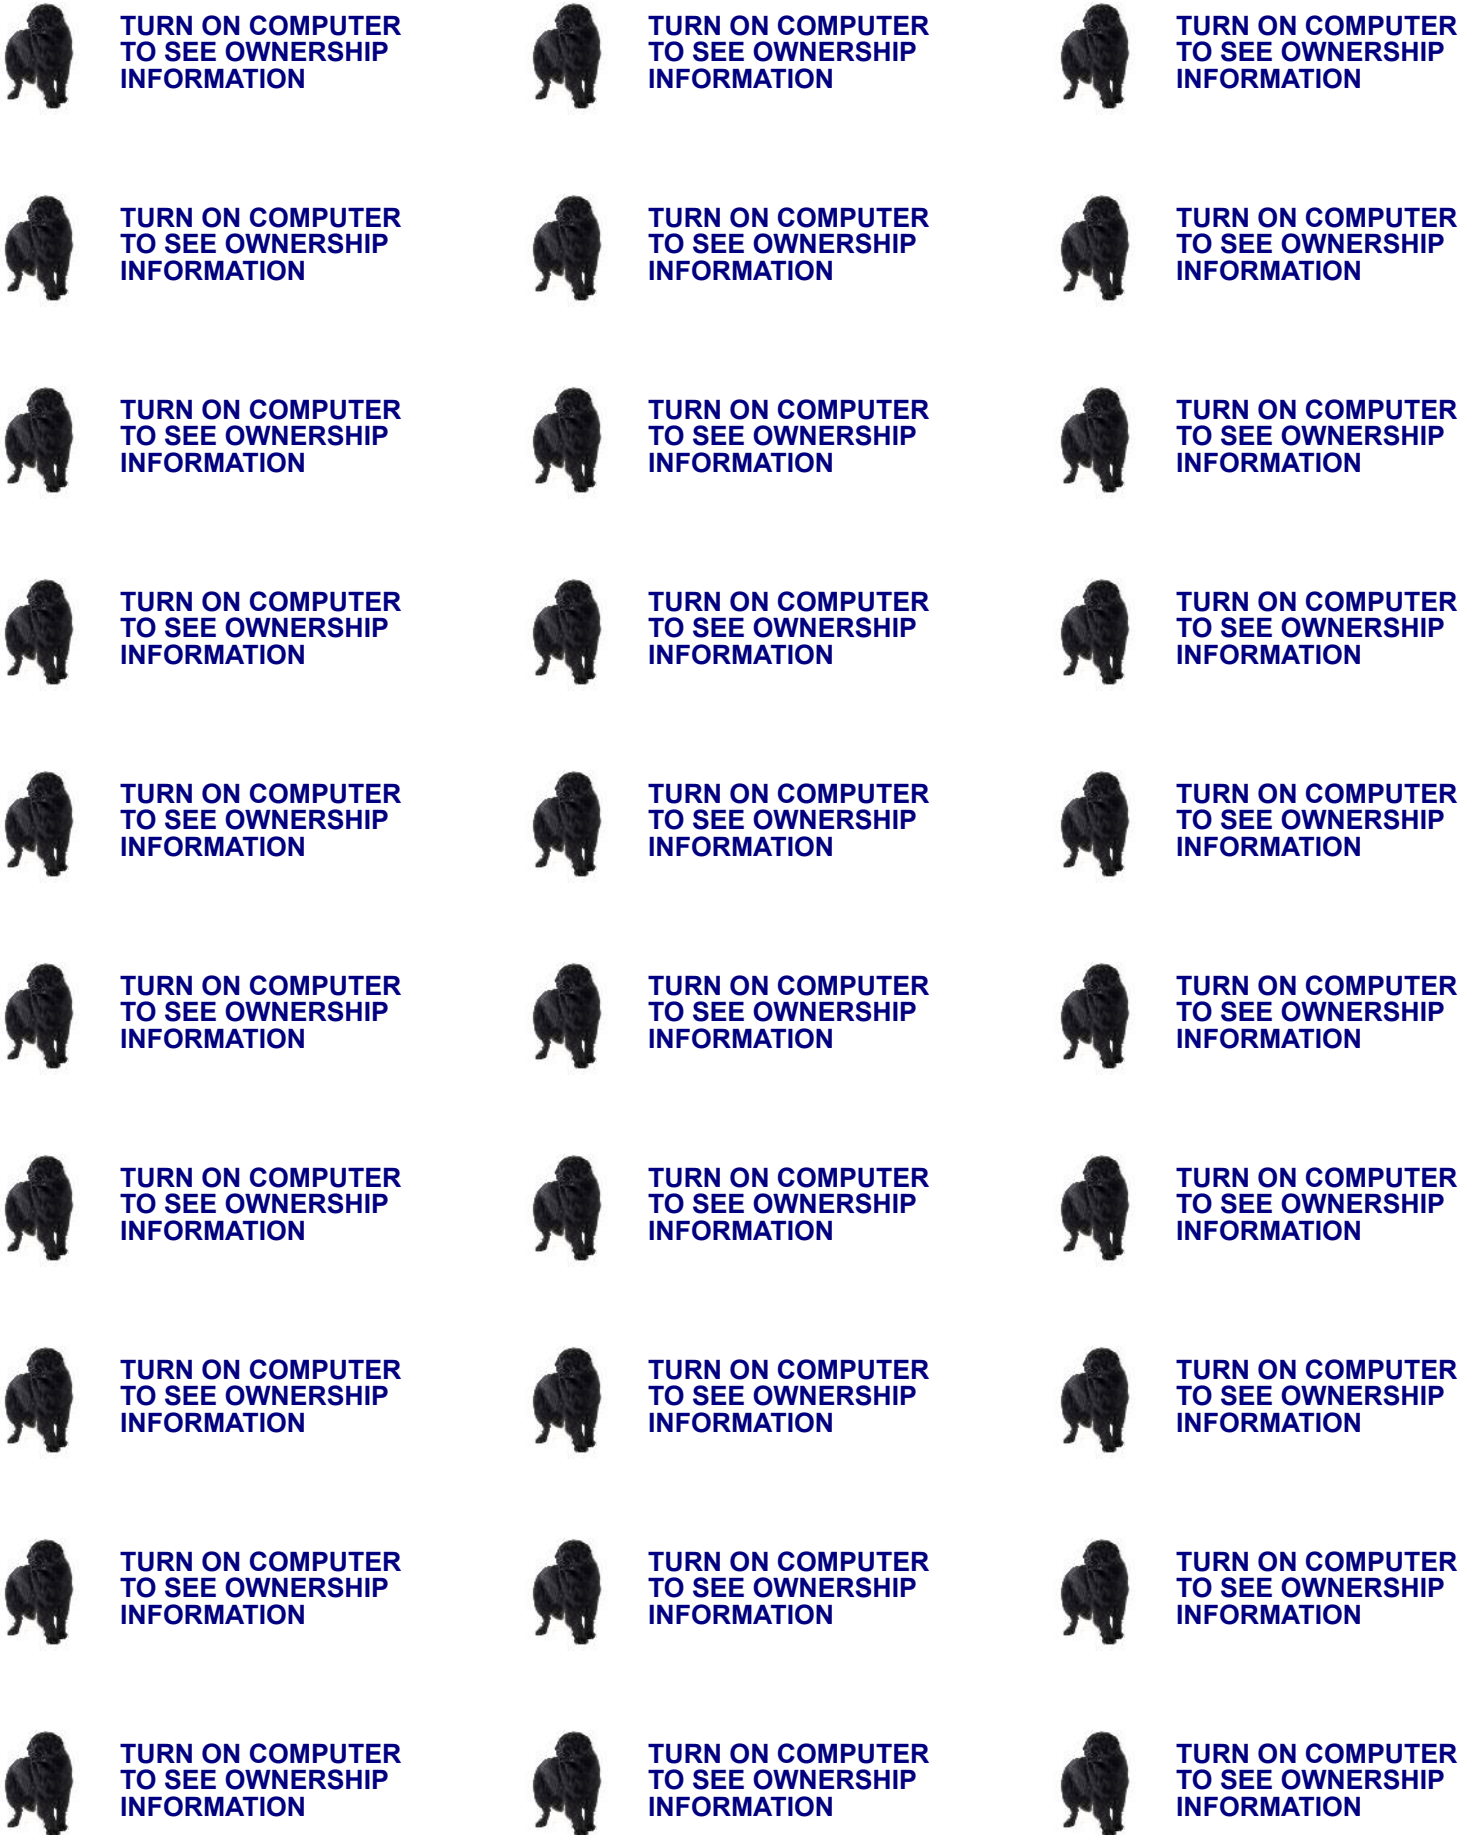 TURN ON COMPUTER
TO SEE OWNERSHIP
INFORMATION
TURN ON COMPUTER
TO SEE OWNERSHIP
INFORMATION
TURN ON COMPUTER
TO SEE OWNERSHIP
INFORMATION
TURN ON COMPUTER
TO SEE OWNERSHIP
INFORMATION
TURN ON COMPUTER
TO SEE OWNERSHIP
INFORMATION
TURN ON COMPUTER
TO SEE OWNERSHIP
INFORMATION
TURN ON COMPUTER
TO SEE OWNERSHIP
INFORMATION
TURN ON COMPUTER
TO SEE OWNERSHIP
INFORMATION
TURN ON COMPUTER
TO SEE OWNERSHIP
INFORMATION
TURN ON COMPUTER
TO SEE OWNERSHIP
INFORMATION
TURN ON COMPUTER
TO SEE OWNERSHIP
INFORMATION
TURN ON COMPUTER
TO SEE OWNERSHIP
INFORMATION
TURN ON COMPUTER
TO SEE OWNERSHIP
INFORMATION
TURN ON COMPUTER
TO SEE OWNERSHIP
INFORMATION
TURN ON COMPUTER
TO SEE OWNERSHIP
INFORMATION
TURN ON COMPUTER
TO SEE OWNERSHIP
INFORMATION
TURN ON COMPUTER
TO SEE OWNERSHIP
INFORMATION
TURN ON COMPUTER
TO SEE OWNERSHIP
INFORMATION
TURN ON COMPUTER
TO SEE OWNERSHIP
INFORMATION
TURN ON COMPUTER
TO SEE OWNERSHIP
INFORMATION
TURN ON COMPUTER
TO SEE OWNERSHIP
INFORMATION
TURN ON COMPUTER
TO SEE OWNERSHIP
INFORMATION
TURN ON COMPUTER
TO SEE OWNERSHIP
INFORMATION
TURN ON COMPUTER
TO SEE OWNERSHIP
INFORMATION
TURN ON COMPUTER
TO SEE OWNERSHIP
INFORMATION
TURN ON COMPUTER
TO SEE OWNERSHIP
INFORMATION
TURN ON COMPUTER
TO SEE OWNERSHIP
INFORMATION
TURN ON COMPUTER
TO SEE OWNERSHIP
INFORMATION
TURN ON COMPUTER
TO SEE OWNERSHIP
INFORMATION
TURN ON COMPUTER
TO SEE OWNERSHIP
INFORMATION